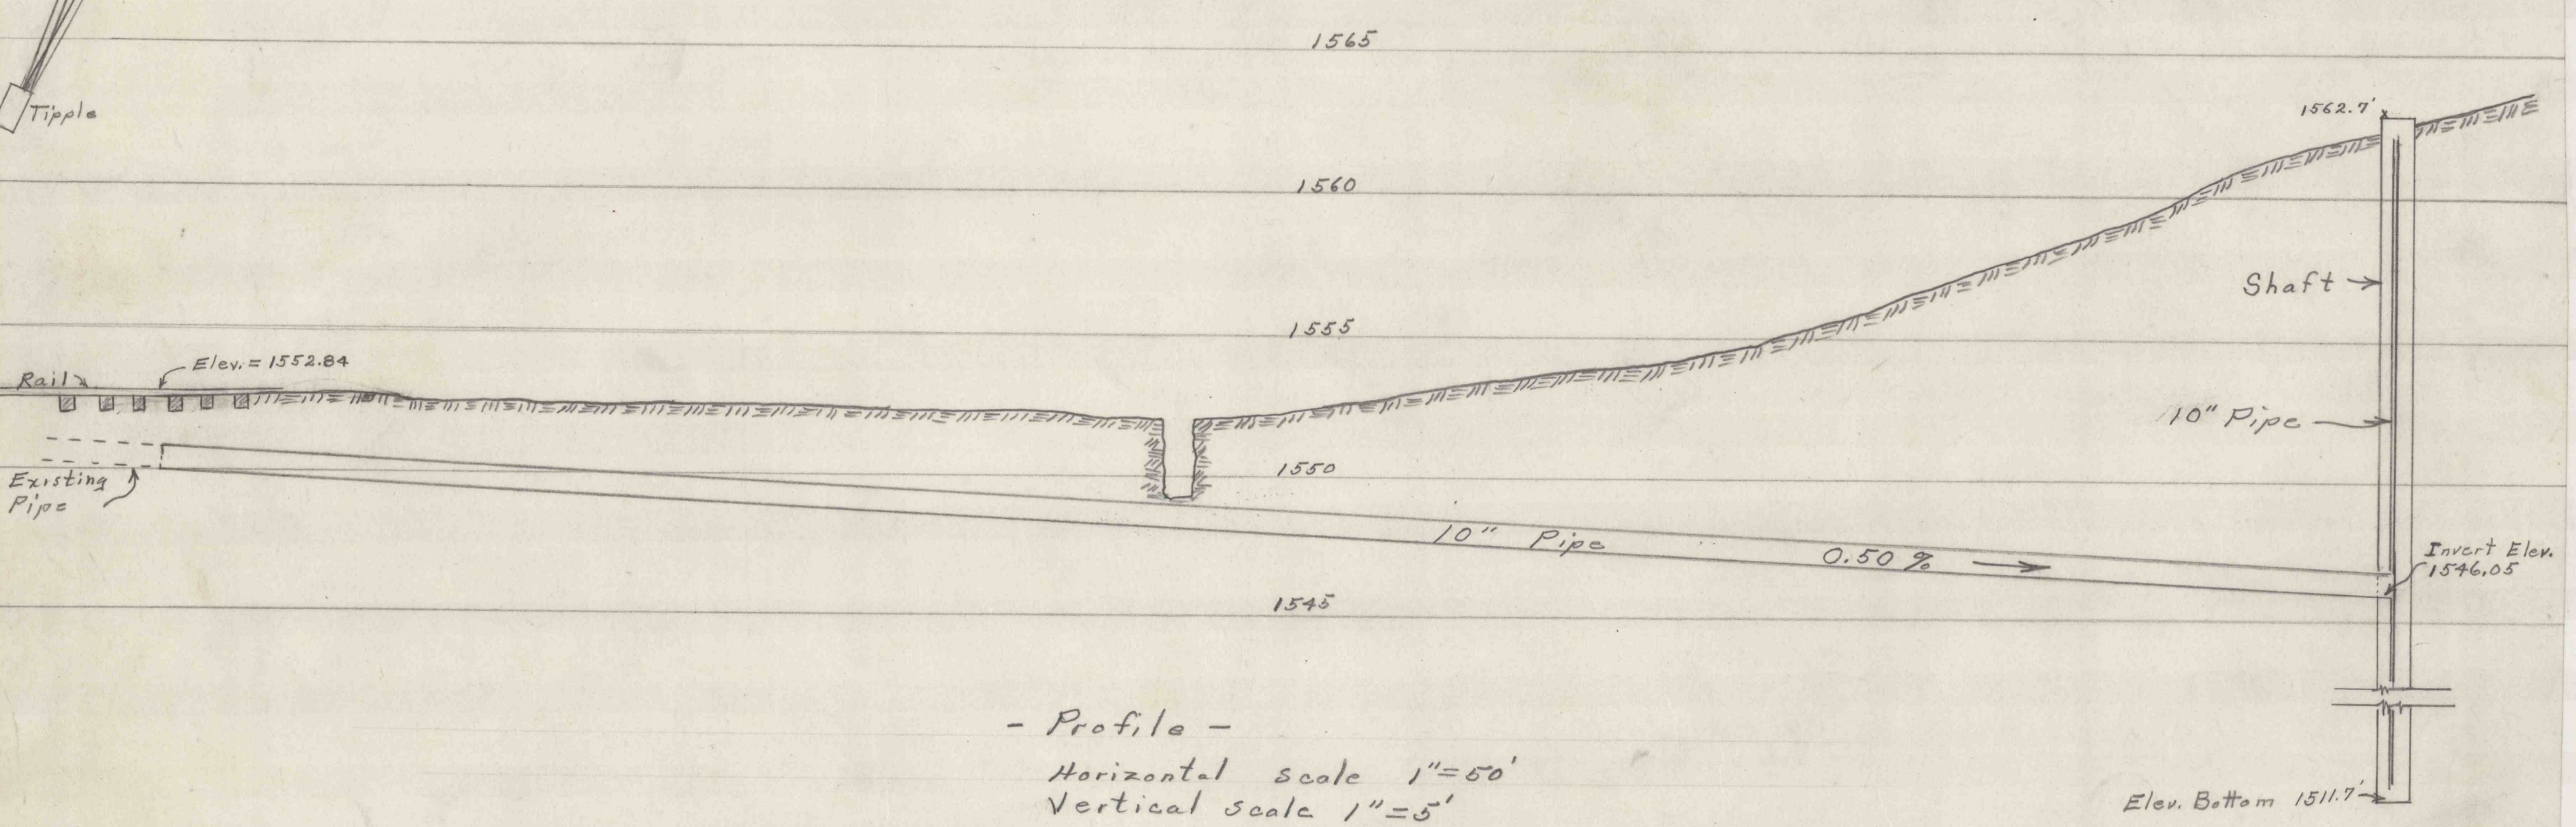 1565
Tipple
1562.7'
1560
Shaft
1555
Elev. = 1552.84
Rail
10" Pipe
1550
Existing
Pipe
10" Pipe 0.50 %
Invert Elev.
1546.05
1545
- Profile -
Horizontal scale 1"=50'
Vertical scale 1"=5'
Elev. Bottom 1511.7'